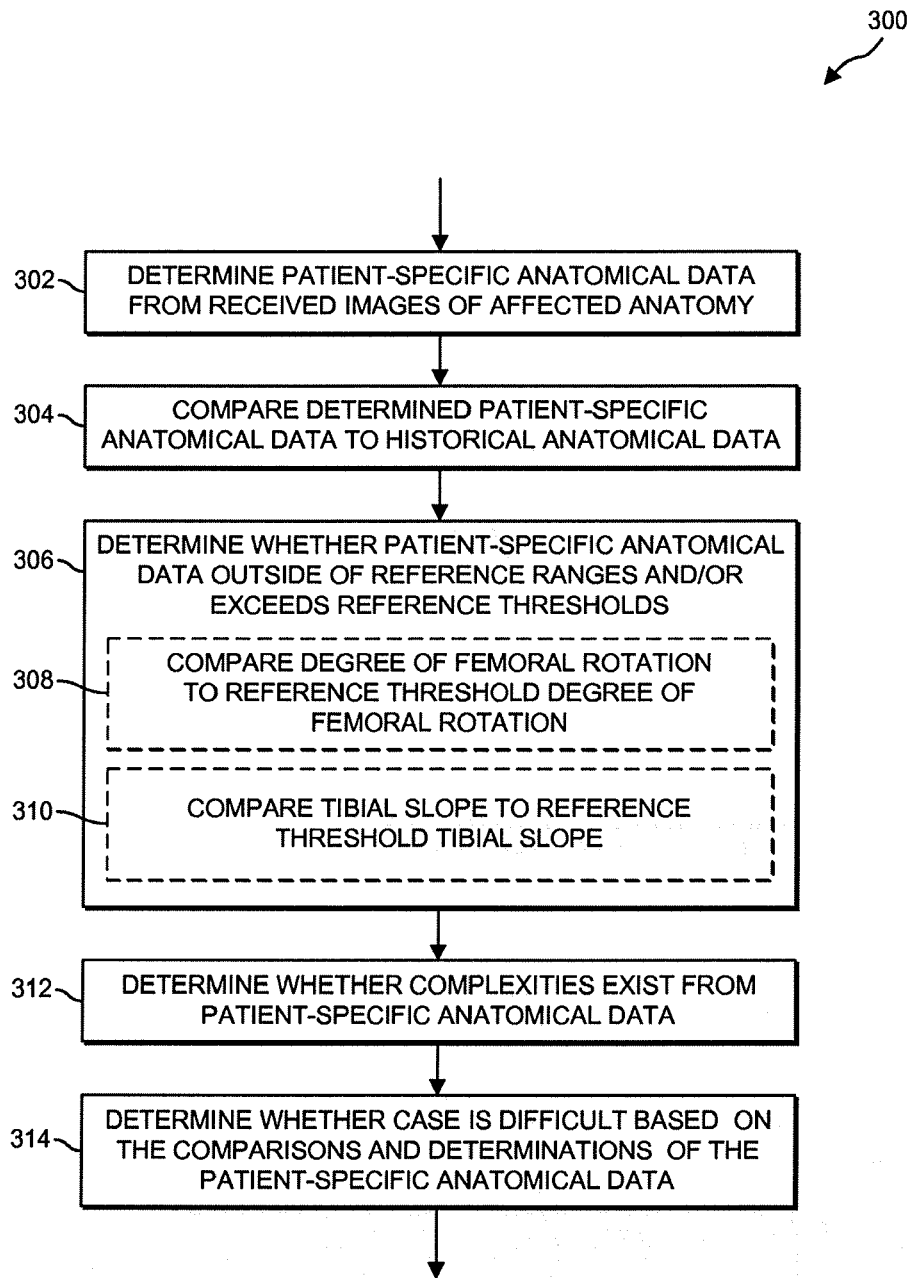 300
302
DETERMINE PATIENT-SPECIFIC ANATOMICAL DATA
FROM RECEIVED IMAGES OF AFFECTED ANATOMY
304
COMPARE DETERMINED PATIENT-SPECIFIC
ANATOMICAL DATA TO HISTORICAL ANATOMICAL DATA
306
DETERMINE WHETHER PATIENT-SPECIFIC ANATOMICAL
DATA OUTSIDE OF REFERENCE RANGES AND/OR
EXCEEDS REFERENCE THRESHOLDS
308
COMPARE DEGREE OF FEMORAL ROTATION
TO REFERENCE THRESHOLD DEGREE OF
FEMORAL ROTATION
310
COMPARE TIBIAL SLOPE TO REFERENCE
THRESHOLD TIBIAL SLOPE
312
DETERMINE WHETHER COMPLEXITIES EXIST FROM
PATIENT-SPECIFIC ANATOMICAL DATA
314
DETERMINE WHETHER CASE IS DIFFICULT BASED ON
THE COMPARISONS AND DETERMINATIONS OF THE
PATIENT-SPECIFIC ANATOMICAL DATA